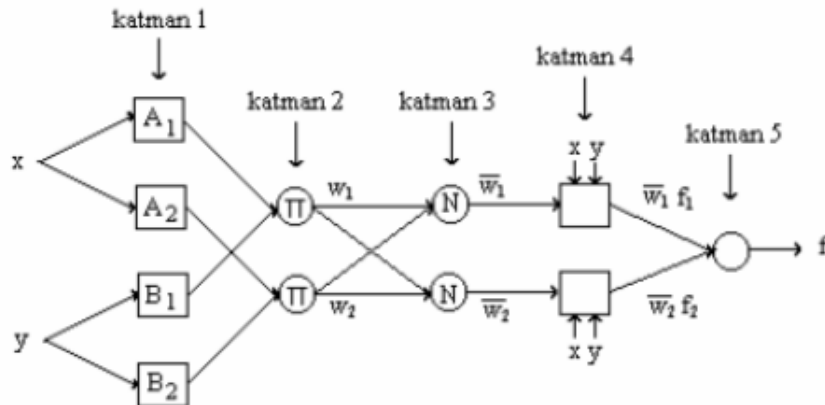 katman 1
katman 2
katman 3
katman 4
katman 5
x
y
A₁
A₂
B₁
B₂
Π
Π
w₁
w₂
N
N
w̅₁
w̅₂
x y
x y
w̅₁ f₁
w̅₂ f₂
f